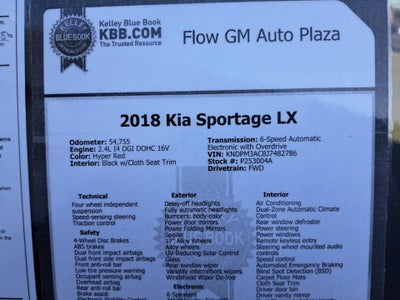 Kelley Blue Book
KBB.COM
The Trusted Resource
KELLEY
BLUE BOOK
Flow GM Auto Plaza
2018 Kia Sportage LX
Odometer: 54,755
Engine: 2.4L I4 DGI DOHC 16V
Color: Hyper Red
Interior: Black w/Cloth Seat Trim
Transmission: 6-Speed Automatic
Electronic with Overdrive
VIN: KNDPM3AC8J7482786
Stock #: P253004A
Drivetrain: FWD
Technical
Four wheel independent
suspension
Speed-sensing steering
Traction control
Safety
4-Wheel Disc Brakes
ABS brakes
Dual front impact airbags
Dual front side impact airbags
Front anti-roll bar
Low tire pressure warning
Occupant sensing airbag
Overhead airbag
Rear anti-roll bar
Brake assist
Exterior
Delay-off headlights
Fully automatic headlights
Bumpers: body-color
Power door mirrors
Power Folding Mirrors
Spoiler
17" Alloy Wheels
Alloy wheels
UV-Reducing Solar Control
Glass
Rear window wiper
Variably intermittent wipers
Windshield Wiper De-Icer
Electronic
6 Speakers
Interior
Air Conditioning
Dual-Zone Automatic Climate
Control
Rear window defroster
Power steering
Power windows
Remote keyless entry
Steering wheel mounted audio
controls
Speed control
Automatic Emergency Braking
Blind Spot Detection (BSD)
Carpet Floor Mats
Cloth Seat Trim
Driver door bin